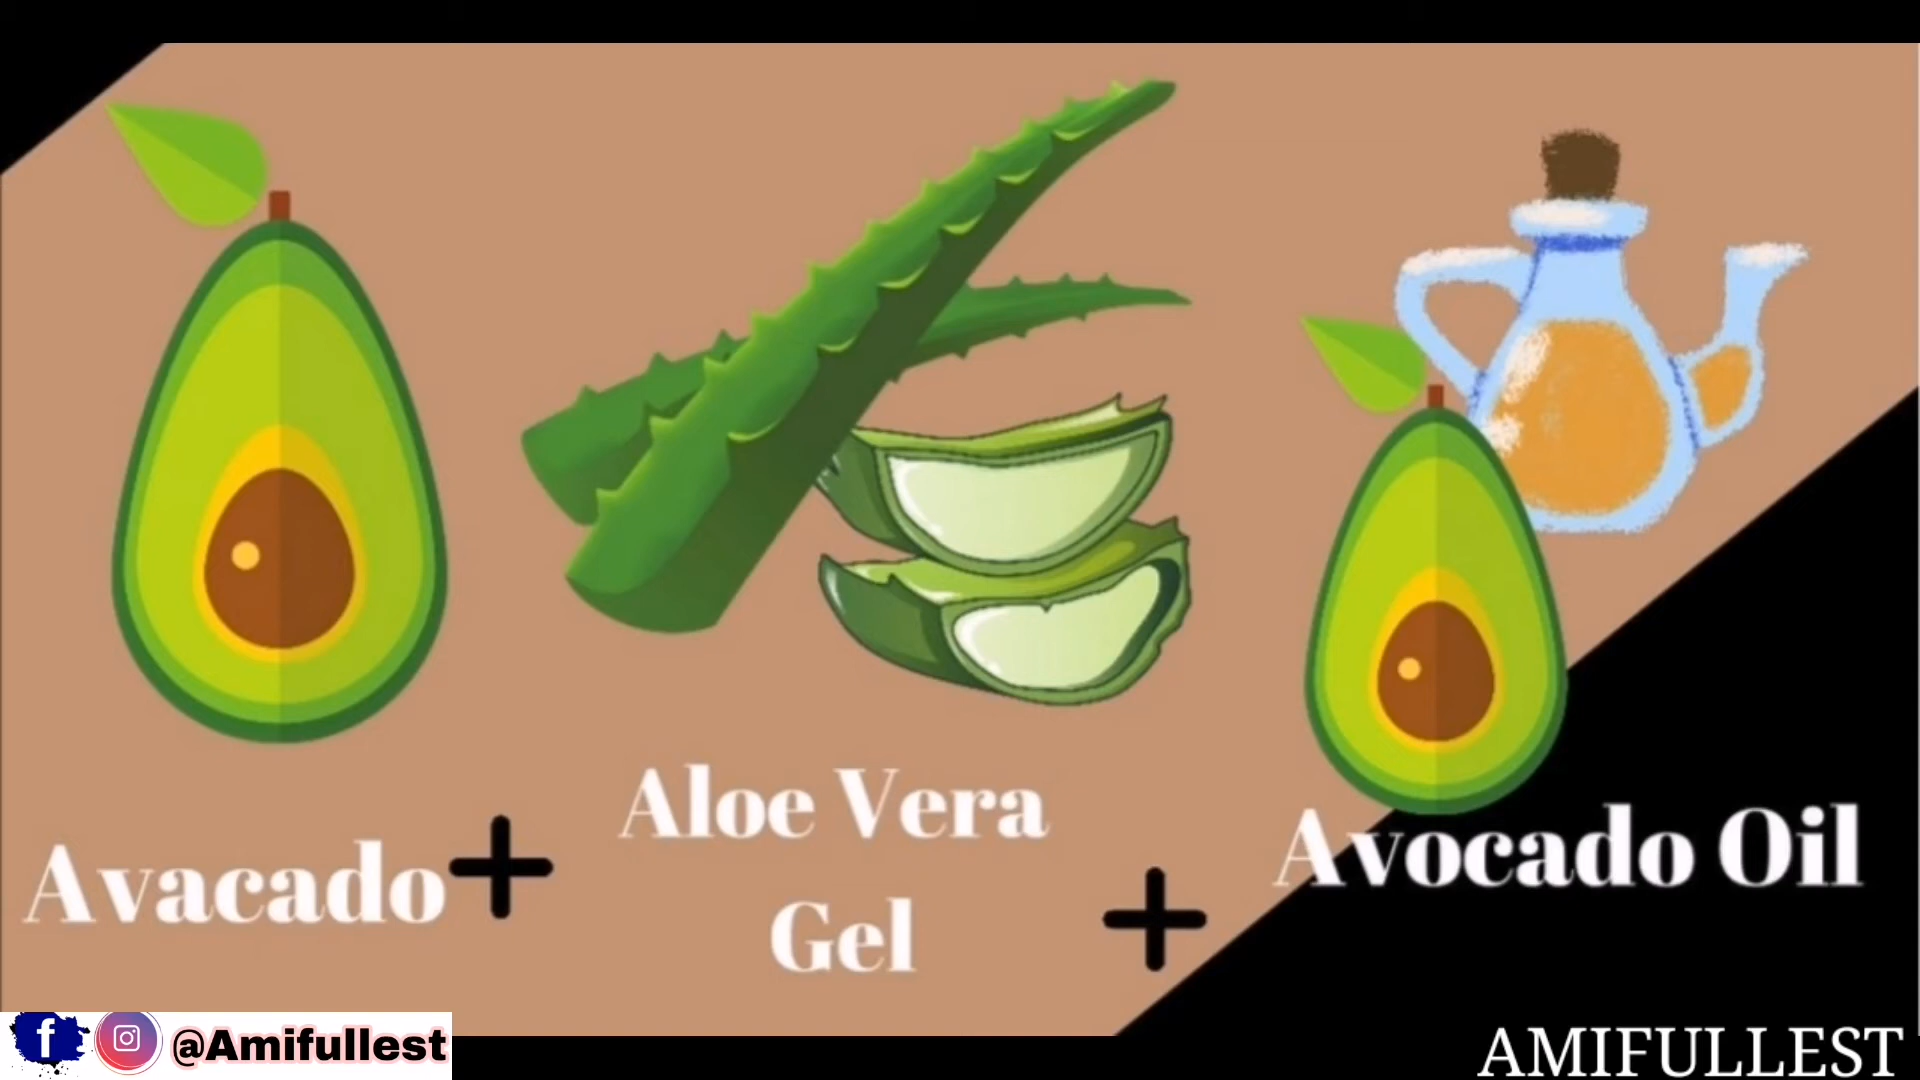 Avacado
+
Aloe Vera
Gel
+
Avocado Oil
f @Amifullest
AMIFULLEST